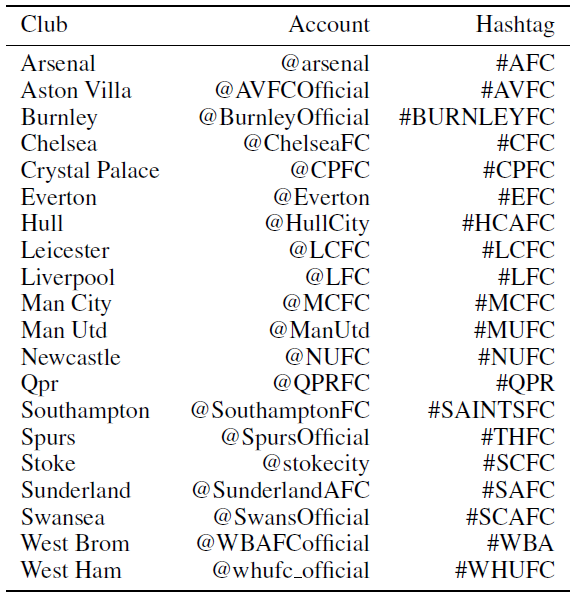 Club Account Hashtag
Arsenal @arsenal #AFC
Aston Villa @AVFCOfficial #AVFC
Burnley @BurnleyOfficial #BURNLEYFC
Chelsea @ChelseaFC #CFC
Crystal Palace @CPFC #CPFC
Everton @Everton #EFC
Hull @HullCity #HCAFC
Leicester @LCFC #LCFC
Liverpool @LFC #LFC
Man City @MCFC #MCFC
Man Utd @ManUtd #MUFC
Newcastle @NUFC #NUFC
Qpr @QPRFC #QPR
Southampton @SouthamptonFC #SAINTSFC
Spurs @SpursOfficial #THFC
Stoke @stokecity #SCFC
Sunderland @SunderlandAFC #SAFC
Swansea @SwansOfficial #SCAFC
West Brom @WBAFCofficial #WBA
West Ham @whufc_official #WHUFC